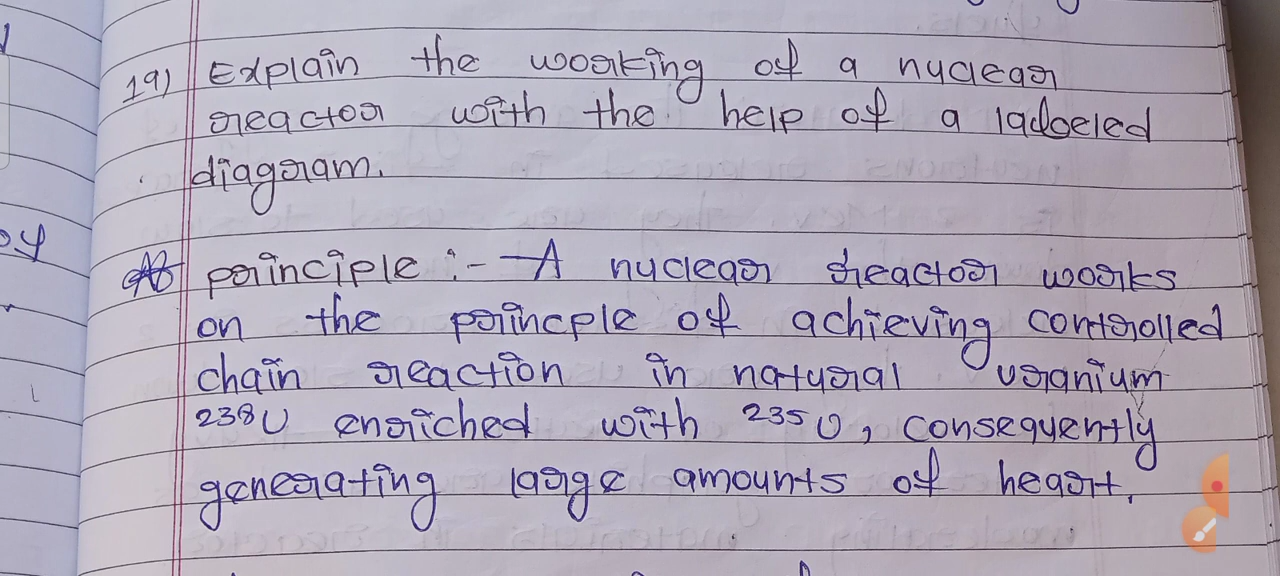 19) Explain the working of a nuclear
reactor with the help of a labeled
diagram.
principle :- A nuclear reactor works
on the princple of achieving controlled
chain reaction in natural uranium
238U enriched with 235U, consequently
generating large amounts of heart.